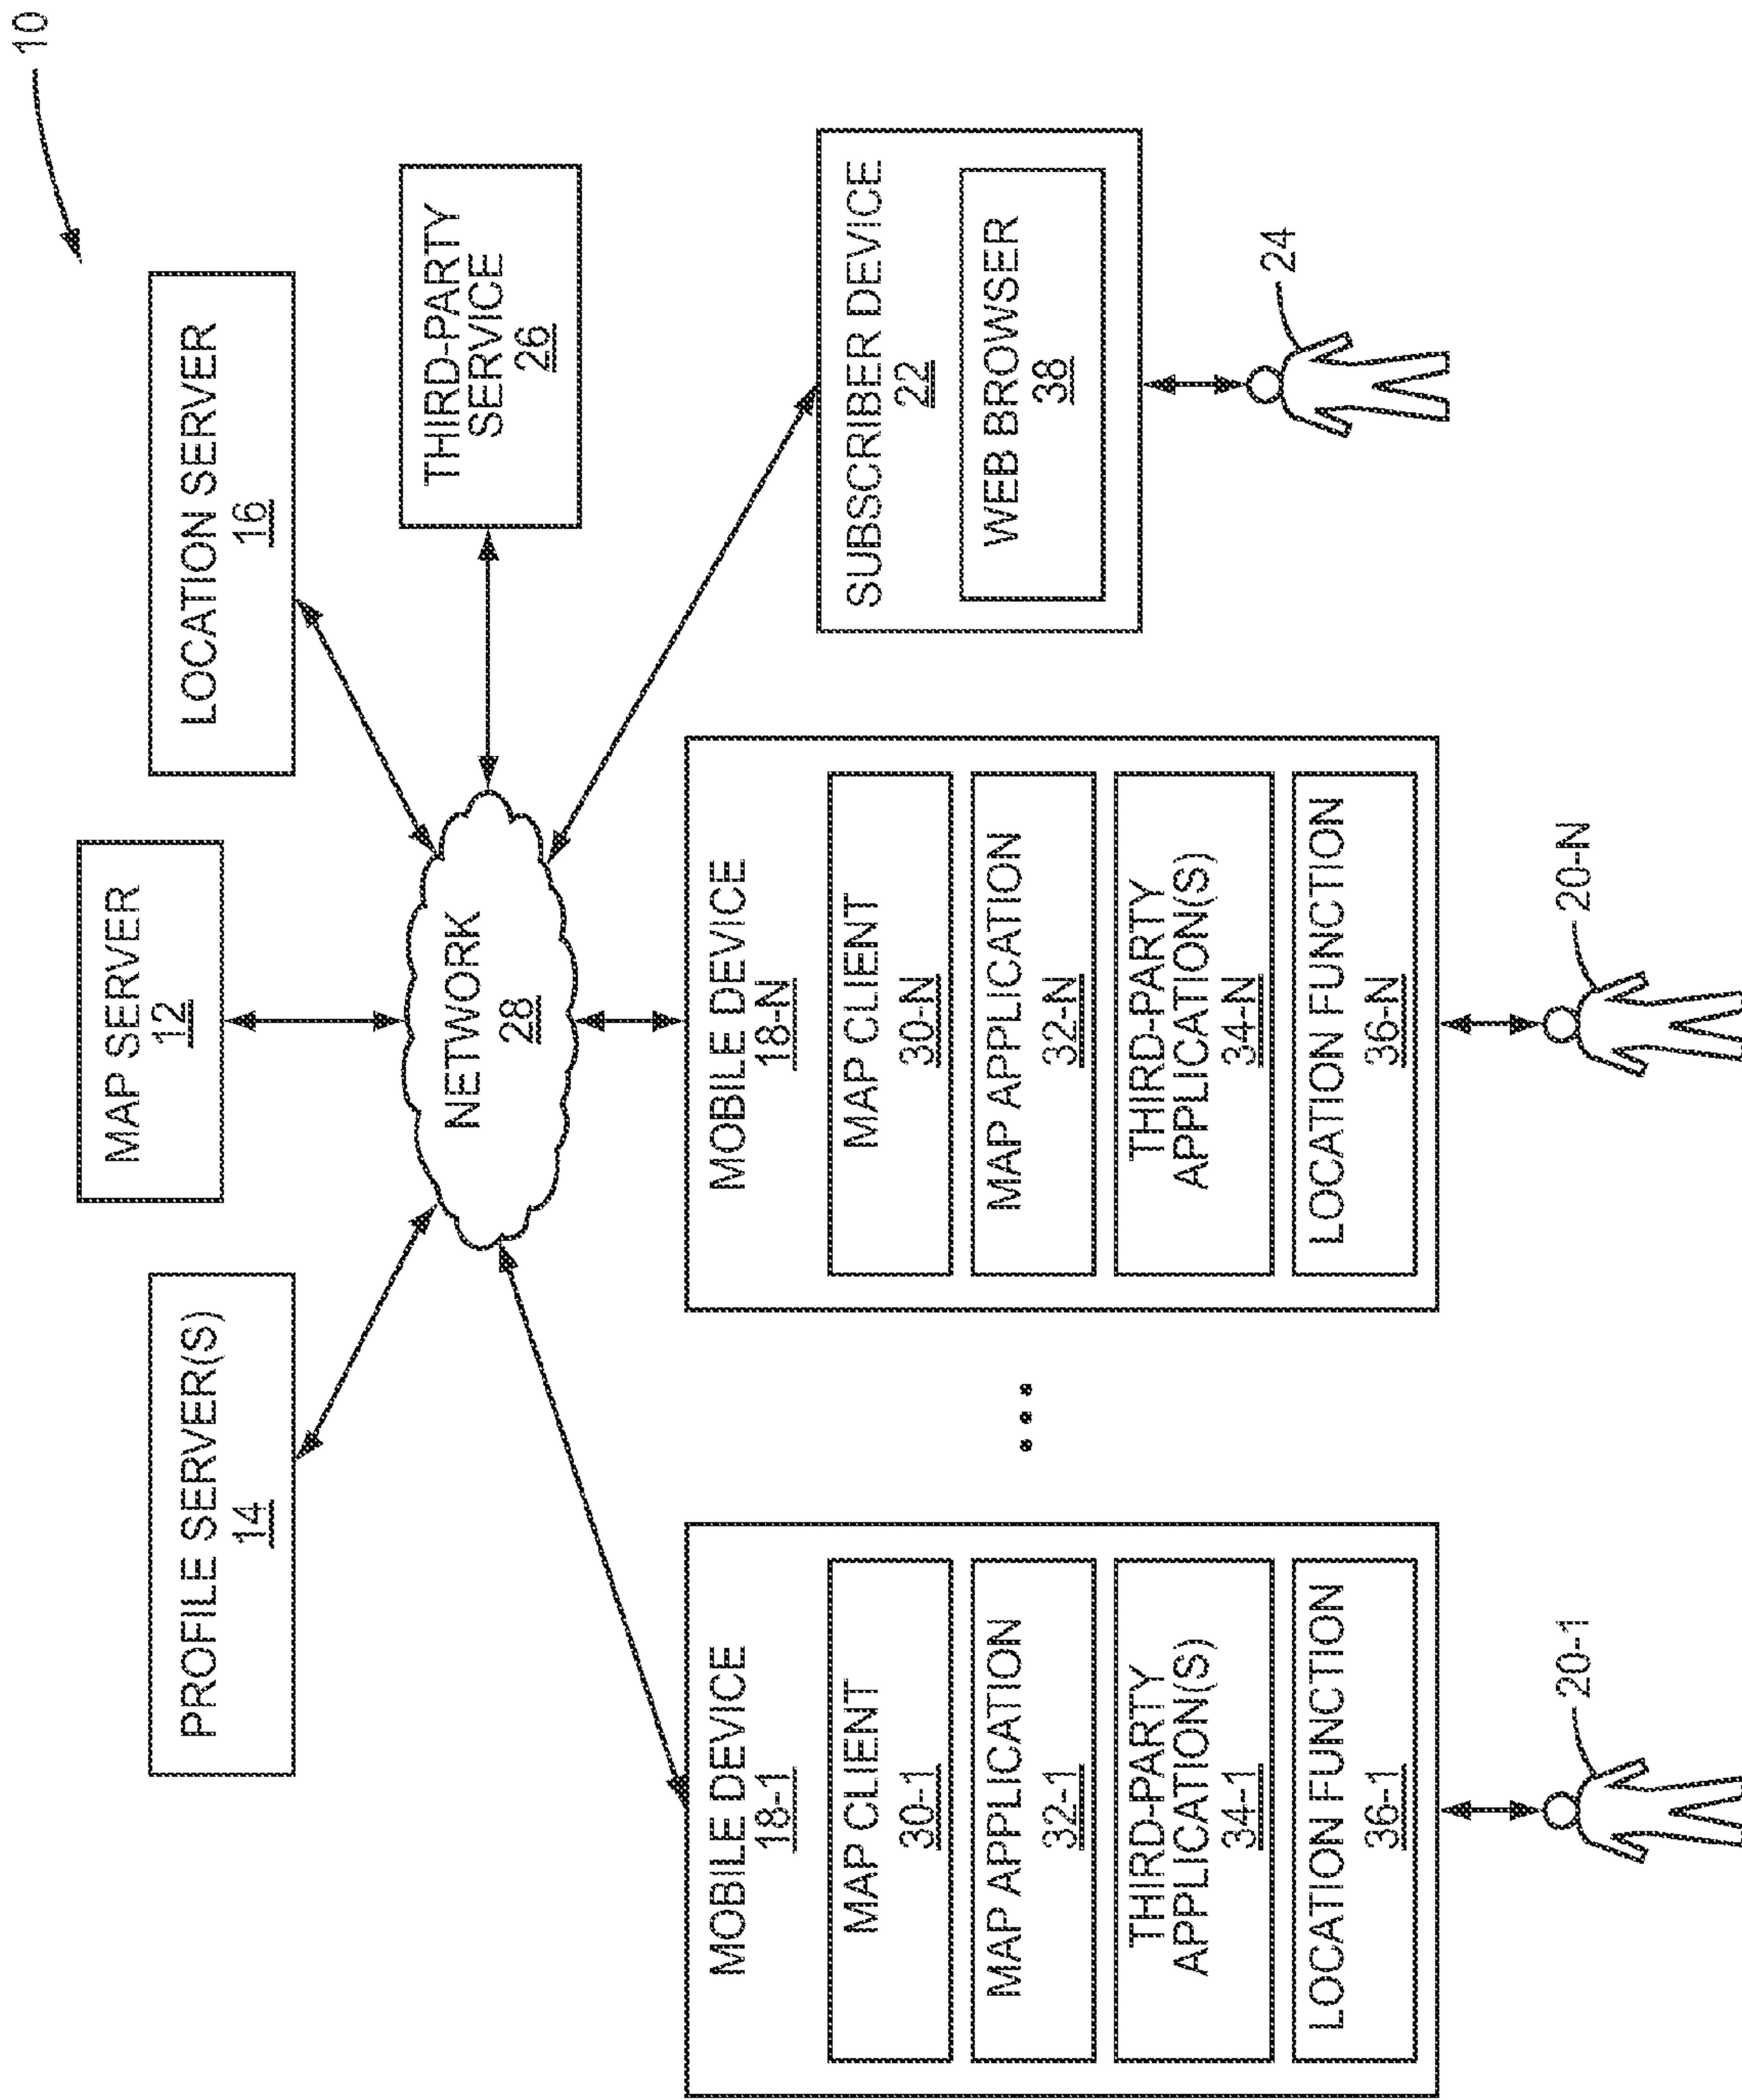 10
MAP SERVER
12
PROFILE SERVER(S)
14
LOCATION SERVER
16
NETWORK
28
THIRD-PARTY
SERVICE
26
MOBILE DEVICE
18-1
MAP CLIENT
30-1
MAP APPLICATION
32-1
THIRD-PARTY
APPLICATION(S)
34-1
LOCATION FUNCTION
36-1
20-1
MOBILE DEVICE
18-N
MAP CLIENT
30-N
MAP APPLICATION
32-N
THIRD-PARTY
APPLICATION(S)
34-N
LOCATION FUNCTION
36-N
20-N
SUBSCRIBER DEVICE
22
WEB BROWSER
38
24